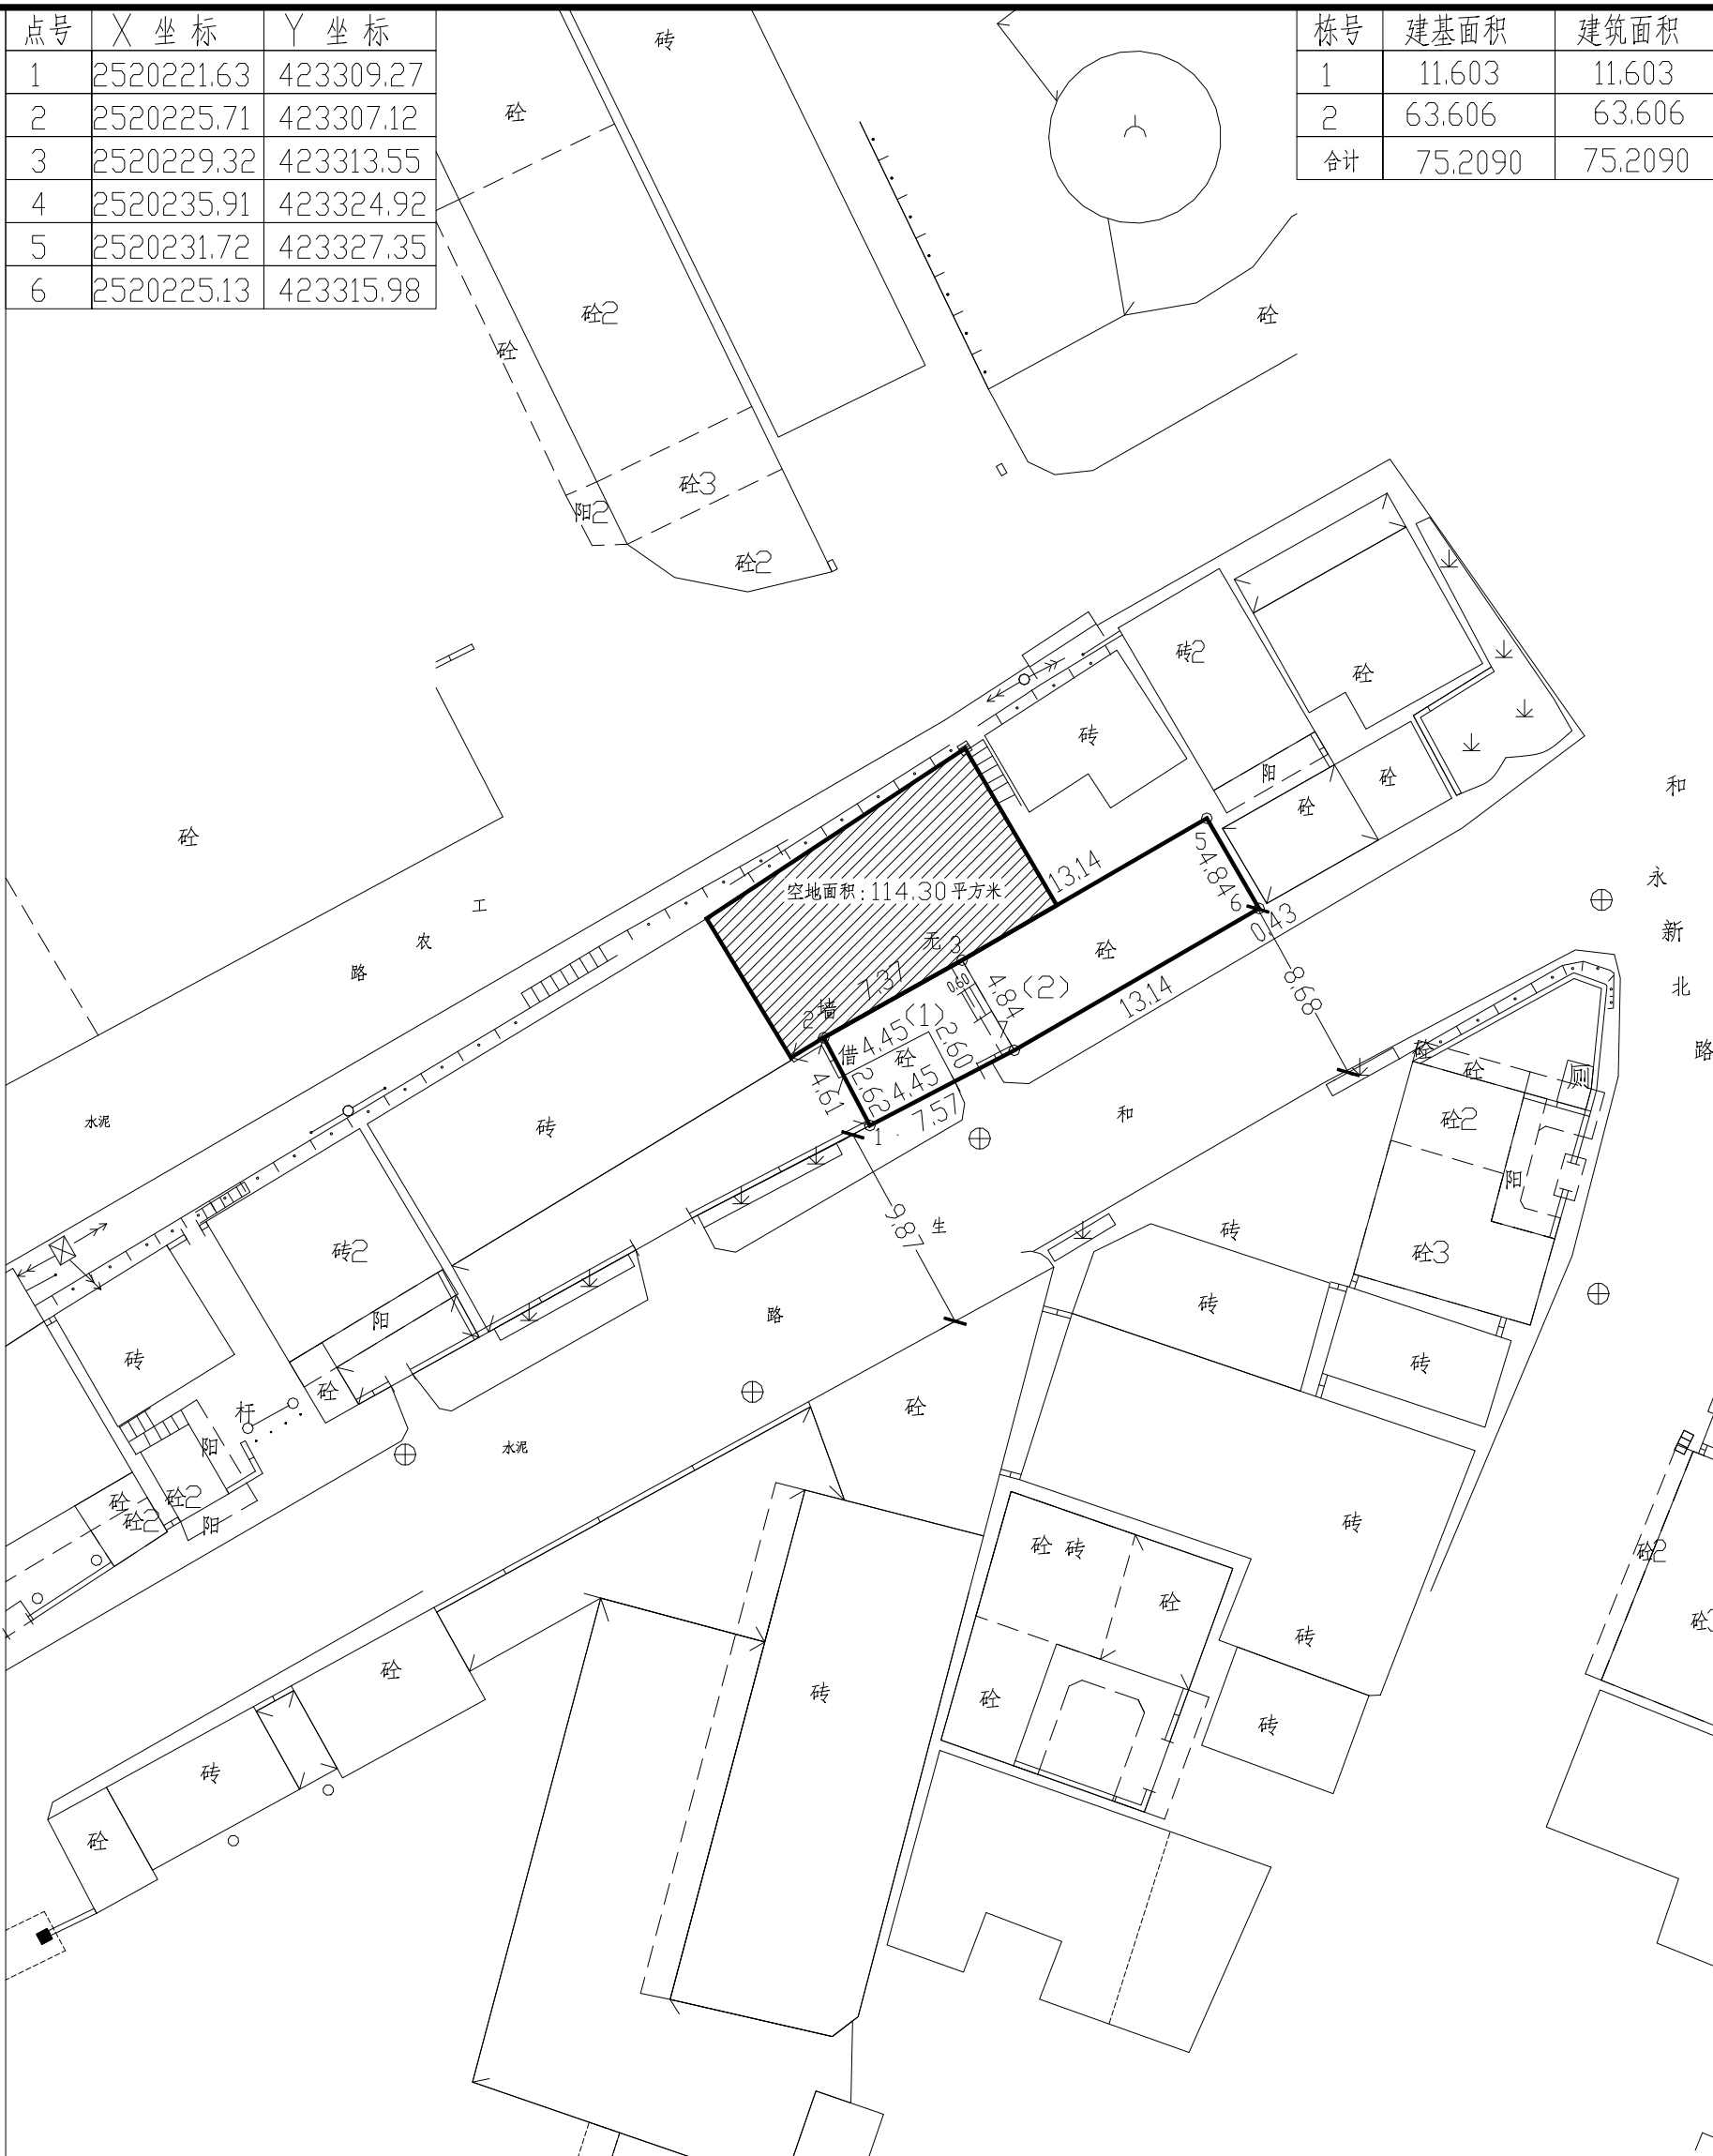 点号 X 坐标 Y 坐标
1 2520221.63 423309.27
2 2520225.71 423307.12
3 2520229.32 423313.55
4 2520235.91 423324.92
5 2520231.72 423327.35
6 2520225.13 423315.98
栋号 建基面积 建筑面积
1 11.603 11.603
2 63.606 63.606
合计 75.2090 75.2090
砖
砼
砼2
砼
砼
砼3
阳2
砼2
砖2
砼
砖
阳
砼
砼
和
永
新
北
路
砼
工
农
路
空地面积:114.30平方米
13.14
5
4.84
6
0.43
无
3
砼
7.37
0.60
4.84
(2)
13.14
8.68
2
墙
借
4.45
(1)
砼
2.60
4.61
2.62
4.45
1
7.57
水泥
砖
和
生
路
9.87
砼
砼
厕
砼2
阳
砼3
砖
砖
砖
砖2
阳
砖
砼
杆
阳
砼
砼2
砼2
阳
水泥
砼
砼
砖
砼
砖
砼2
砼3
砖
砼
砖
砼
砖
砖
砼
砼